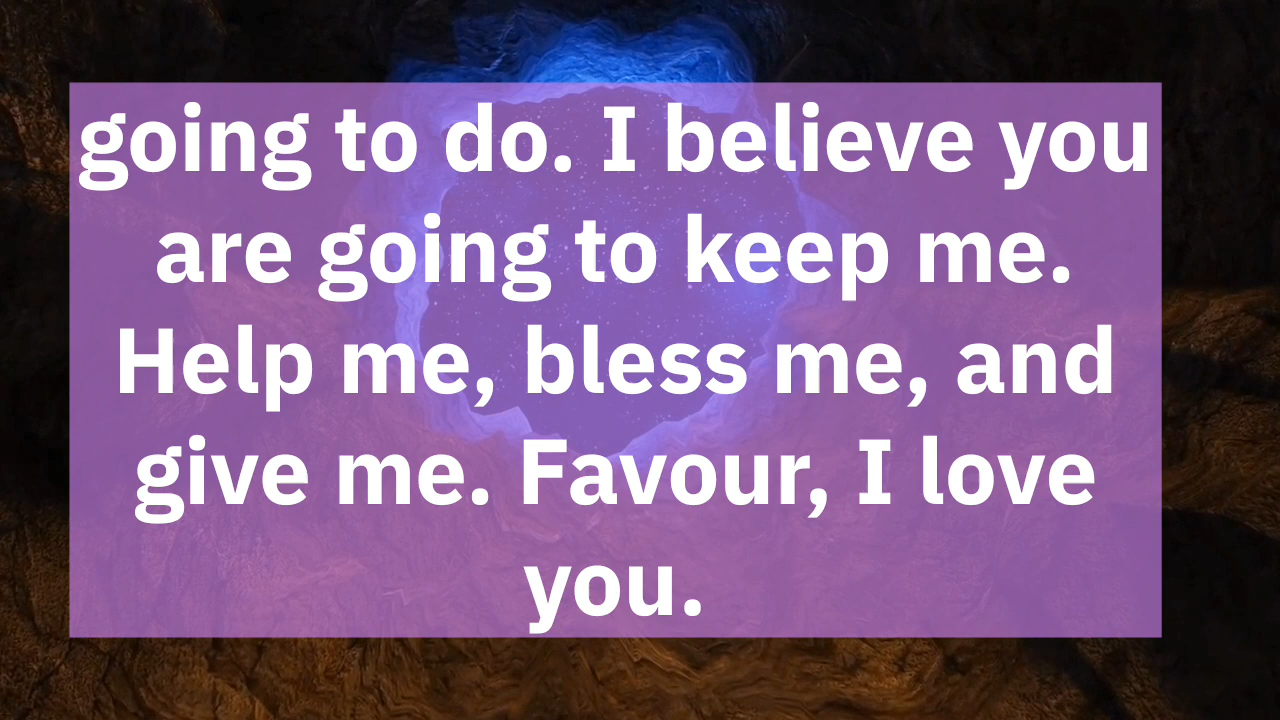 going to do. I believe you
are going to keep me.
Help me, bless me, and
give me. Favour, I love
you.